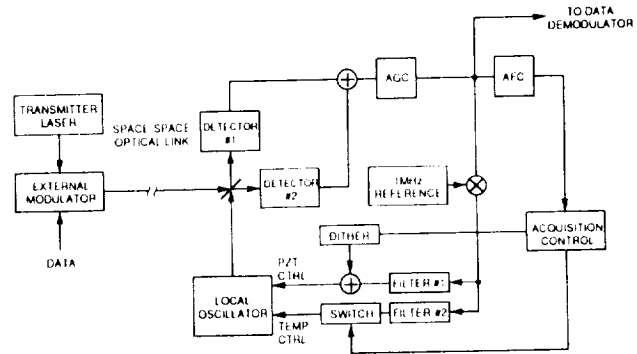 TO DATA
DEMODULATOR
AGC
AFC
TRANSMITTER
LASER
SPACE SPACE
OPTICAL LINK
DETECTOR
#1
EXTERNAL
MODULATOR
DETECTOR
#2
1MHz
REFERENCE
DATA
DITHER
ACQUISITION
CONTROL
PZT
CTRL
FILTER #1
LOCAL
OSCILLATOR
SWITCH
FILTER #2
TEMP
CTRL